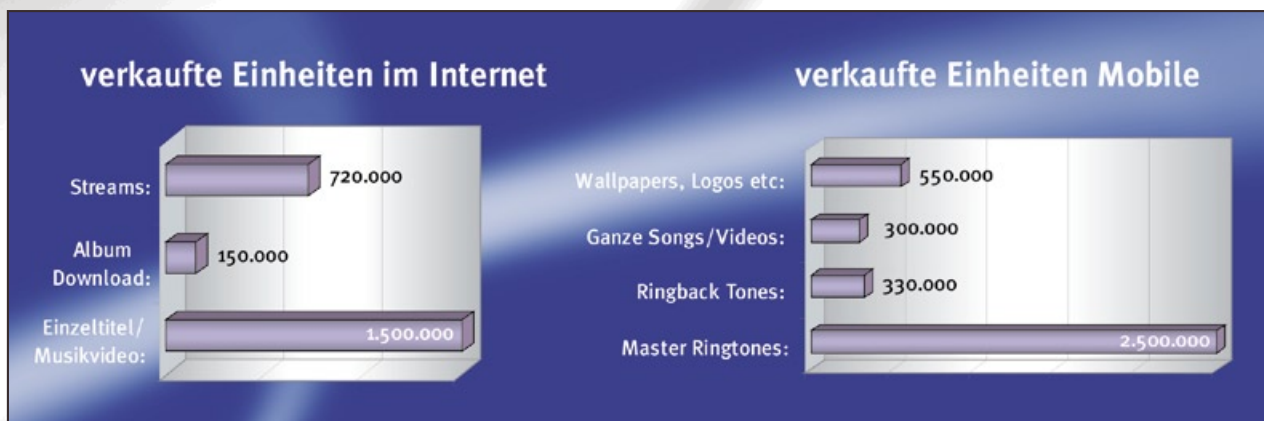 verkaufte Einheiten im Internet
Streams:
720.000
Album
Download:
150.000
Einzeltitel/
Musikvideo:
1.500.000
verkaufte Einheiten Mobile
Wallpapers, Logos etc:
550.000
Ganze Songs/Videos:
300.000
Ringback Tones:
330.000
Master Ringtones:
2.500.000